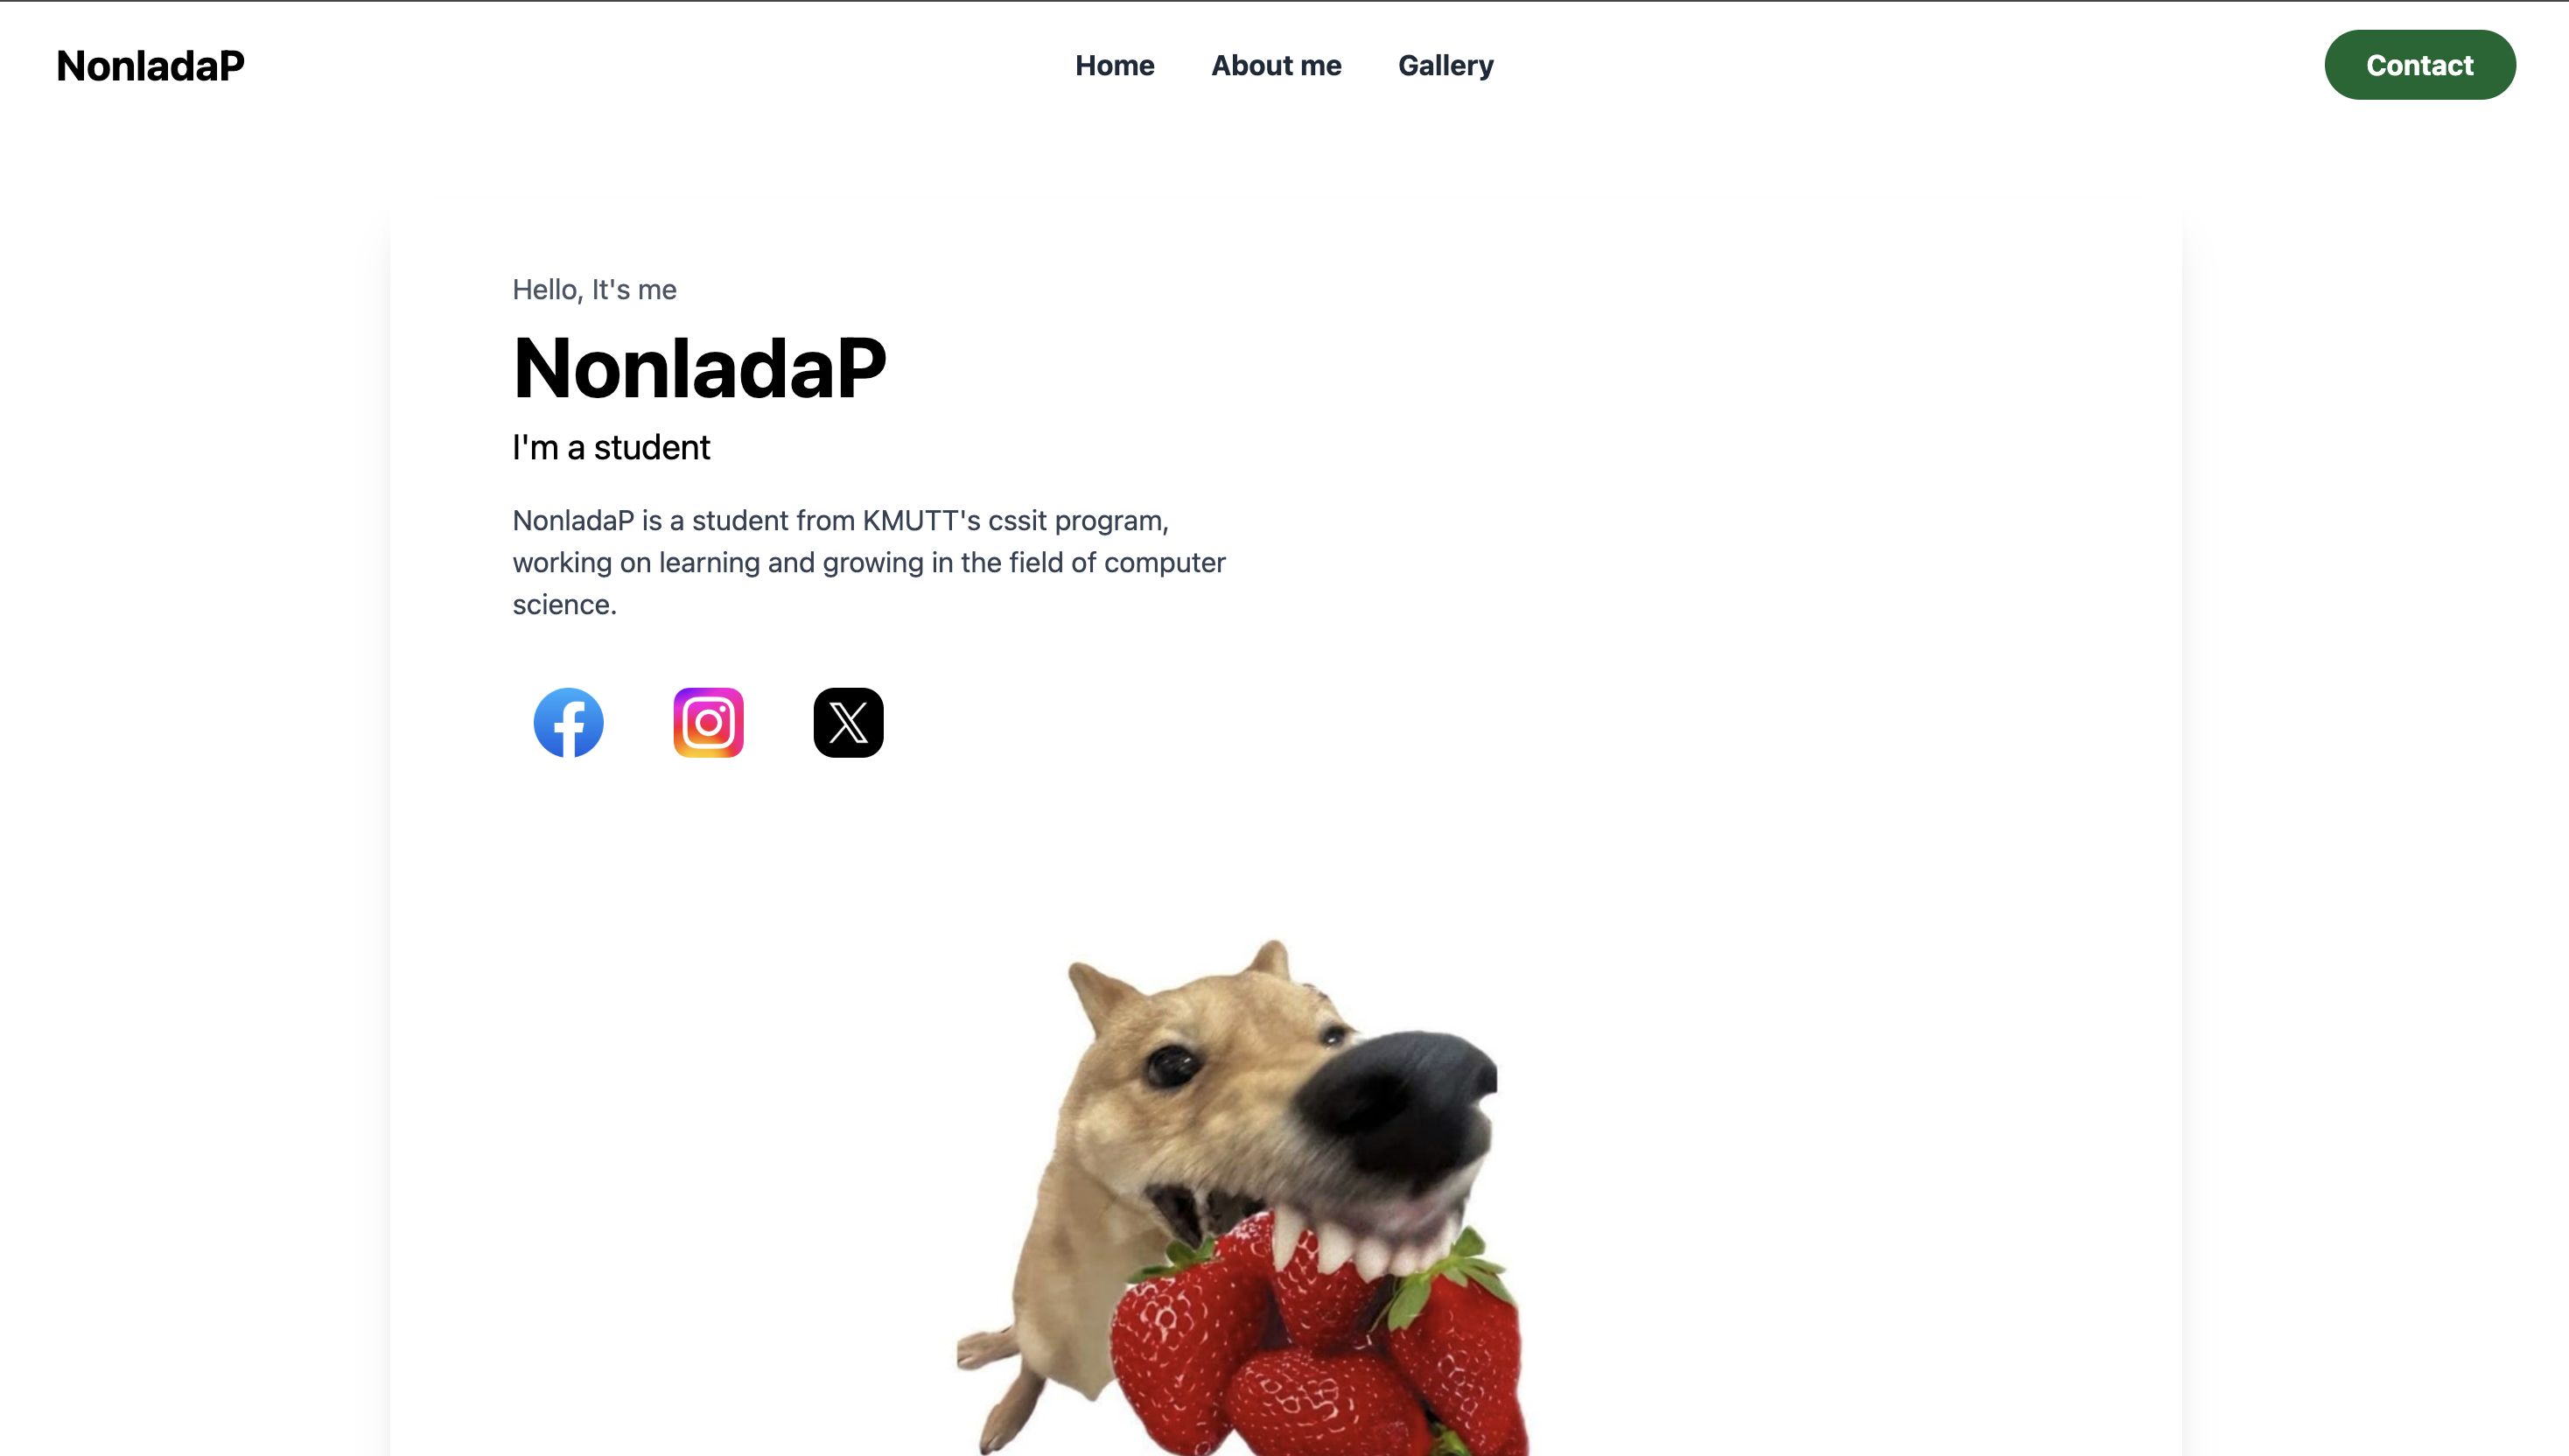 NonladaP
Home
About me
Gallery
Contact
Hello, It's me
NonladaP
I'm a student
NonladaP is a student from KMUTT's cssit program,
working on learning and growing in the field of computer
science.